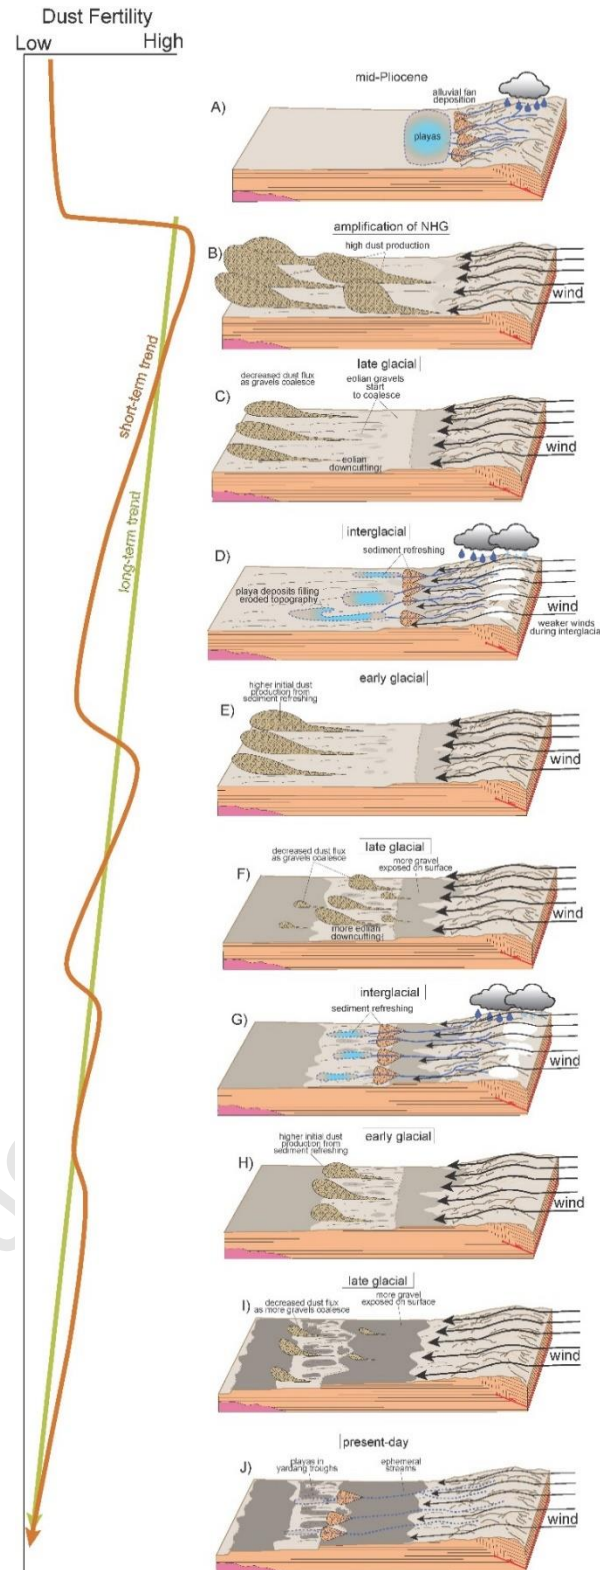 Dust Fertility
Low
High
short-term trend
long-term trend
mid-Pliocene
A)
alluvial fan
deposition
playas
amplification of NHG
B)
high dust production
wind
late glacial
C)
decreased dust flux
as gravels coalesce
eolian gravels
start
to coalesce
eolian
downcutting
wind
interglacial
D)
sediment refreshing
playa deposits filling
eroded topography
wind
weaker winds
during interglacia
early glacial
E)
higher initial dust
production from
sediment refreshing
wind
late glacial
F)
decreased dust flux
as gravels coalesce
more gravel
exposed on surface
more eolian
downcutting
wind
interglacial
G)
sediment refreshing
wind
early glacial
H)
higher initial dust
production from
sediment refreshing
wind
late glacial
I)
decreased dust flux
as more gravels coalesce
more gravel
exposed on surface
wind
present-day
J)
playas in
yardang troughs
ephemeral
streams
wind